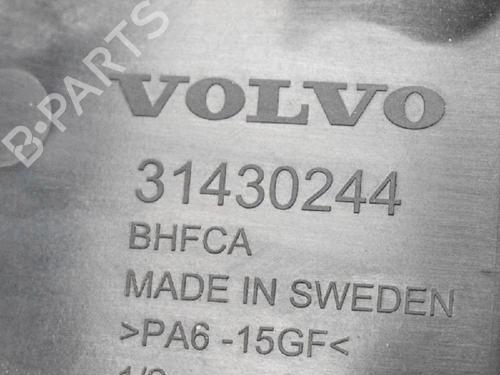 B-PARTS
VOLVO
31430244
BHFCA
MADE IN SWEDEN
>PA6 -15GF<